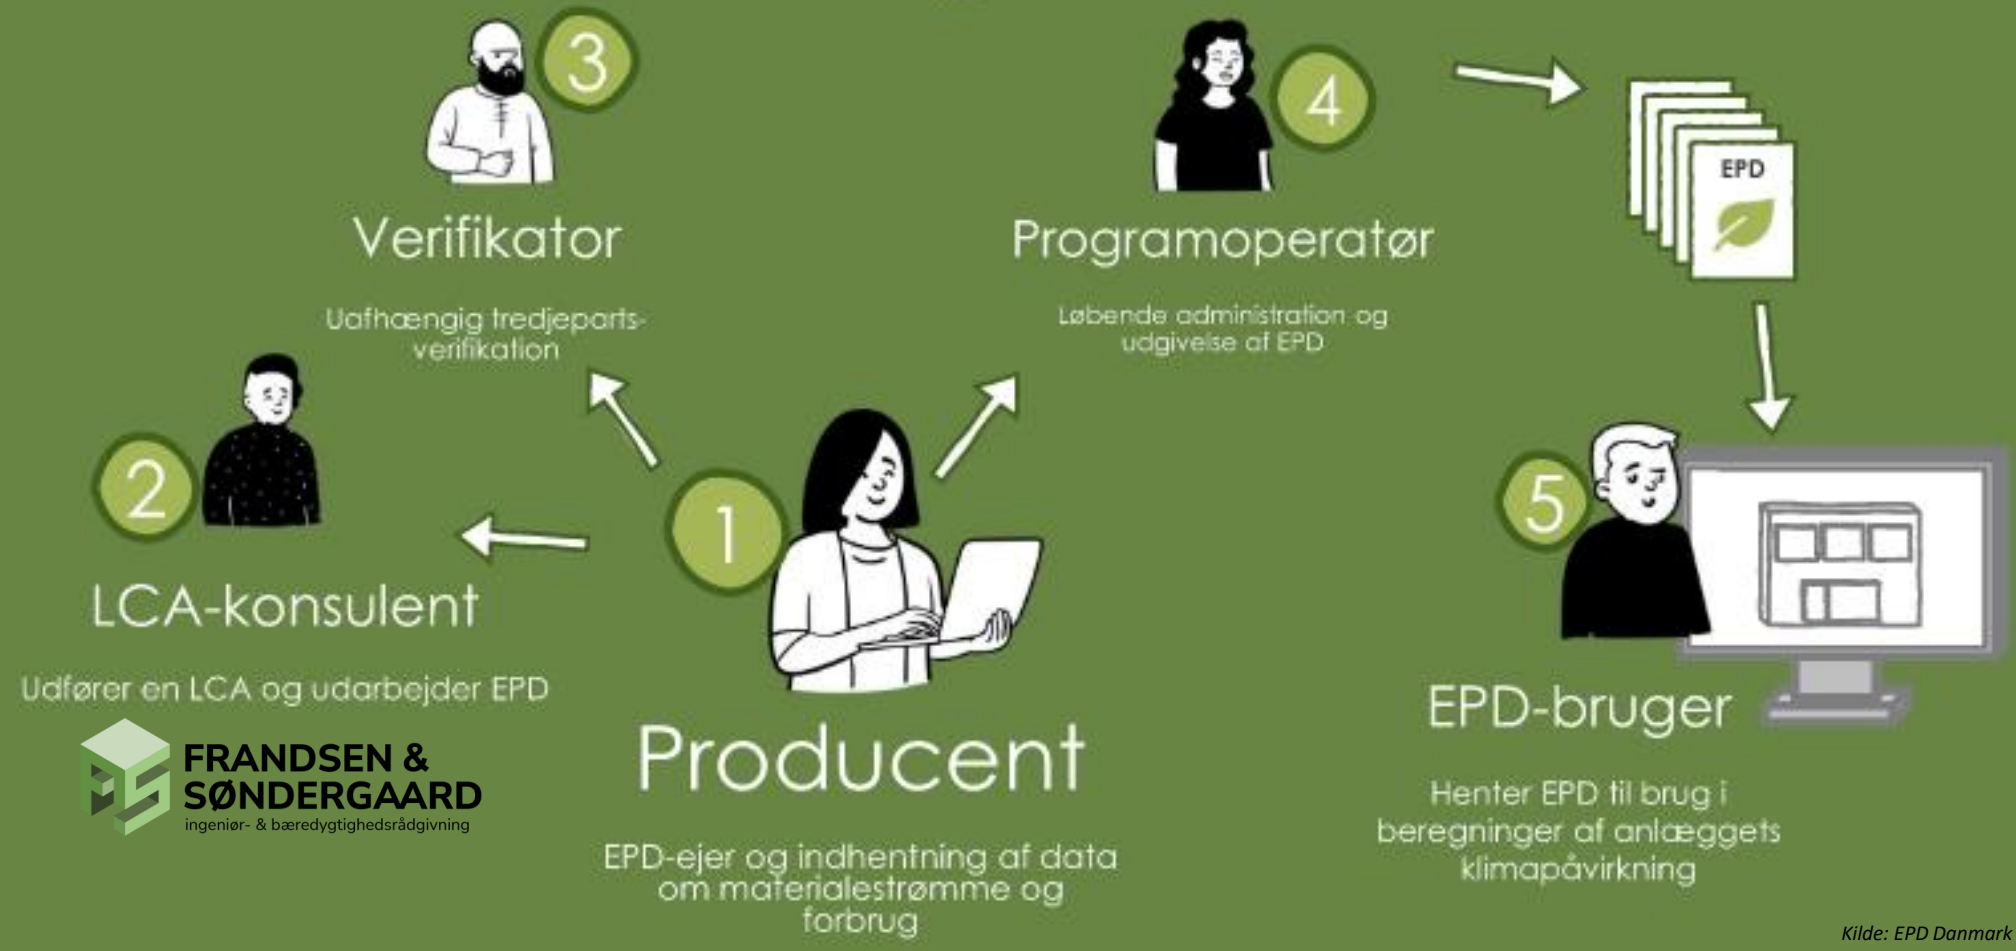 3
Verifikator
Uafhængig tredjeparts-
verifikation
4
Programoperatør
Løbende administration og
udgivelse af EPD
EPD
2
LCA-konsulent
Udfører en LCA og udarbejder EPD
FRANDSEN &
SØNDERGAARD
ingeniør- & bæredygtighedsrådgivning
1
Producent
EPD-ejer og indhentning af data
om materialestrømme og
forbrug
5
EPD-bruger
Henter EPD til brug i
beregninger af anlæggets
klimapåvirkning
Kilde: EPD Danmark